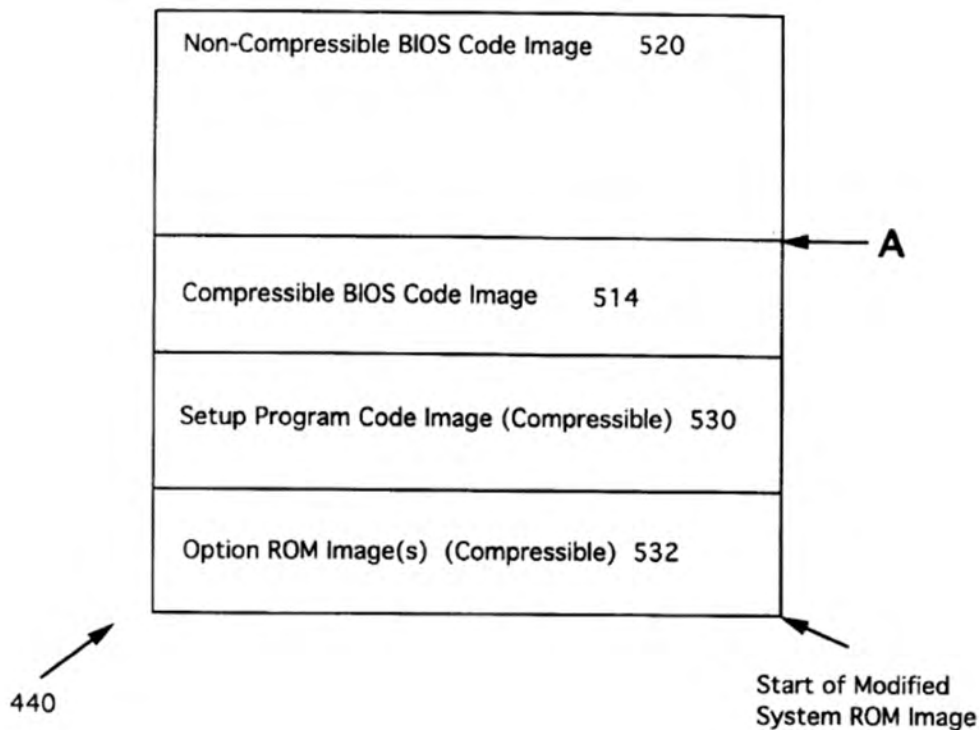 Non-Compressible BIOS Code Image 520
A
Compressible BIOS Code Image 514
Setup Program Code Image (Compressible) 530
Option ROM Image(s) (Compressible) 532
440
Start of Modified
System ROM Image